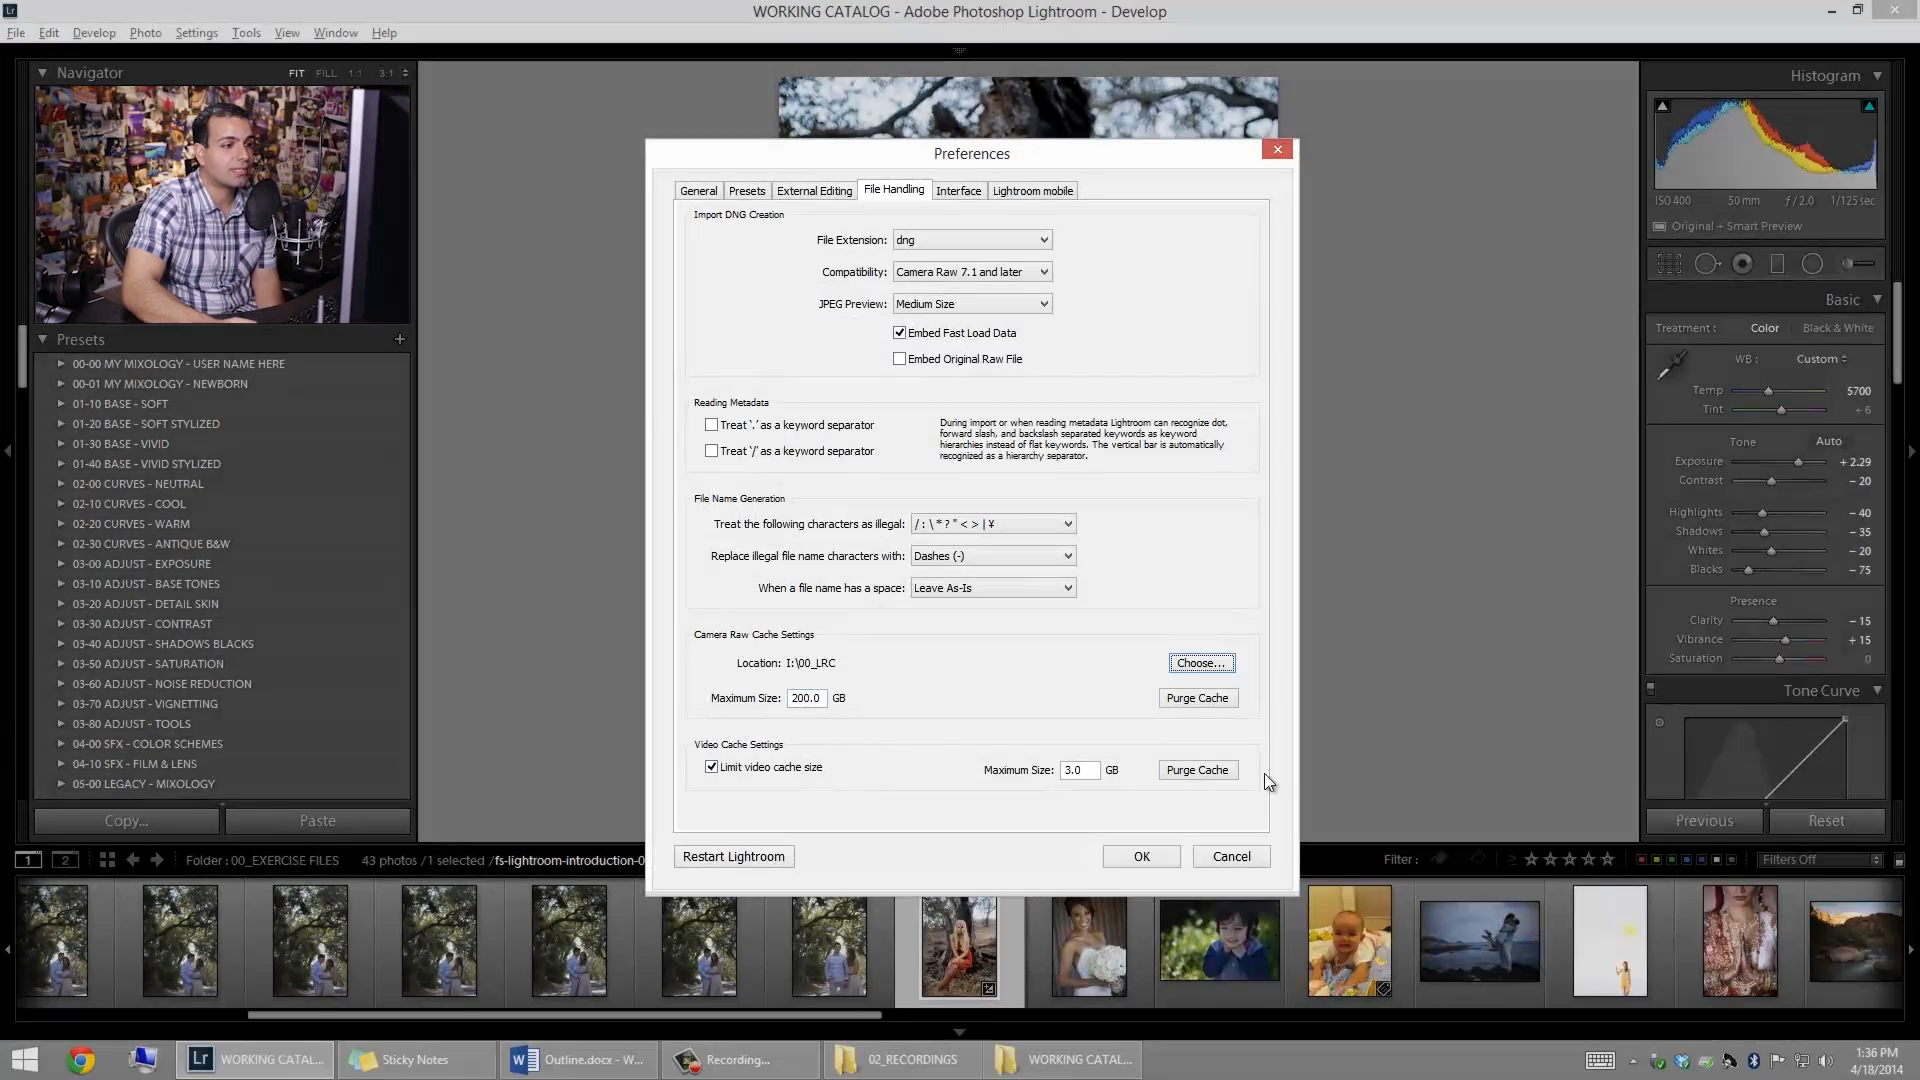 Lr
WORKING CATALOG - Adobe Photoshop Lightroom - Develop
File Edit Develop Photo Settings Tools View Window Help
Navigator FIT FILL 1:1 3:1
Presets +
00-00 MY MIXOLOGY - USER NAME HERE
00-01 MY MIXOLOGY - NEWBORN
01-10 BASE - SOFT
01-20 BASE - SOFT STYLIZED
01-30 BASE - VIVID
01-40 BASE - VIVID STYLIZED
02-00 CURVES - NEUTRAL
02-10 CURVES - COOL
02-20 CURVES - WARM
02-30 CURVES - ANTIQUE B&W
03-00 ADJUST - EXPOSURE
03-10 ADJUST - BASE TONES
03-20 ADJUST - DETAIL SKIN
03-30 ADJUST - CONTRAST
03-40 ADJUST - SHADOWS BLACKS
03-50 ADJUST - SATURATION
03-60 ADJUST - NOISE REDUCTION
03-70 ADJUST - VIGNETTING
03-80 ADJUST - TOOLS
04-00 SFX - COLOR SCHEMES
04-10 SFX - FILM & LENS
05-00 LEGACY - MIXOLOGY
Copy... Paste
Preferences
General Presets External Editing File Handling Interface Lightroom mobile
Import DNG Creation
File Extension: dng
Compatibility: Camera Raw 7.1 and later
JPEG Preview: Medium Size
Embed Fast Load Data
Embed Original Raw File
Reading Metadata
Treat '.' as a keyword separator
Treat '/' as a keyword separator
During import or when reading metadata Lightroom can recognize dot,
forward slash, and backslash separated keywords as keyword
hierarchies instead of flat keywords. The vertical bar is automatically
recognized as a hierarchy separator.
File Name Generation
Treat the following characters as illegal: / : \ * ? " < > | ¥
Replace illegal file name characters with: Dashes (-)
When a file name has a space: Leave As-Is
Camera Raw Cache Settings
Location: I:\00_LRC Choose...
Maximum Size: 200.0 GB Purge Cache
Video Cache Settings
Limit video cache size Maximum Size: 3.0 GB Purge Cache
Restart Lightroom OK Cancel
Histogram
ISO 400 50 mm ƒ / 2.0 1/125 sec
Original + Smart Preview
Basic
Treatment : Color Black & White
WB : Custom
Temp 5700
Tint + 6
Tone Auto
Exposure + 2.29
Contrast – 20
Highlights – 40
Shadows – 35
Whites – 20
Blacks – 75
Presence
Clarity – 15
Vibrance + 15
Saturation 0
Tone Curve
Previous Reset
1 2 Folder : 00_EXERCISE FILES 43 photos / 1 selected /fs-lightroom-introduction-0 Filter : Filters Off
Lr WORKING CATAL... Sticky Notes Outline.docx - W... Recording... 02_RECORDINGS WORKING CATAL...
1:36 PM
4/18/2014